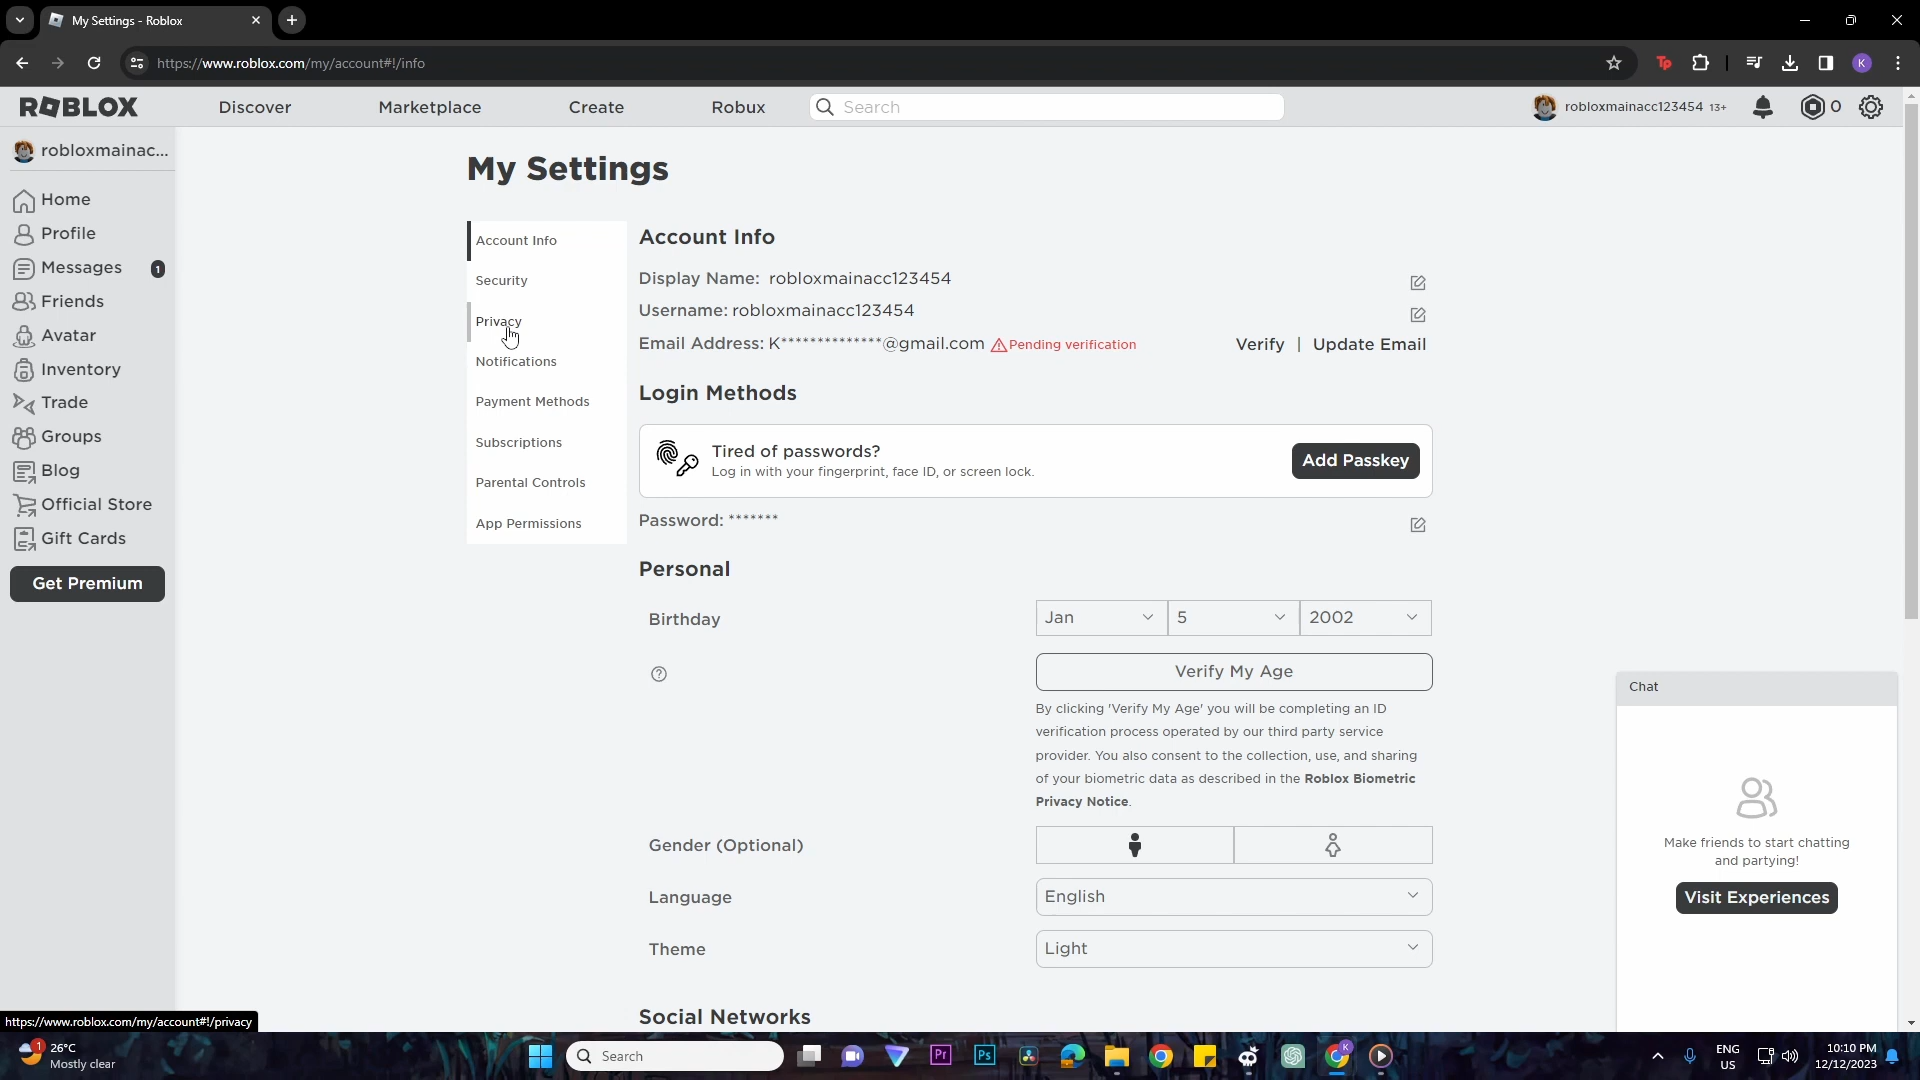 My Settings - Roblox
https://www.roblox.com/my/account#!/info
K
ROBLOX
Discover
Marketplace
Create
Robux
Search
robloxmainacc123454 13+
0
robloxmainac...
Home
Profile
Messages
1
Friends
Avatar
Inventory
Trade
Groups
Blog
Official Store
Gift Cards
Get Premium
My Settings
Account Info
Security
Privacy
Notifications
Payment Methods
Subscriptions
Parental Controls
App Permissions
Account Info
Display Name: robloxmainacc123454
Username: robloxmainacc123454
Email Address: K**************@gmail.com Pending verification
Verify | Update Email
Login Methods
Tired of passwords?
Log in with your fingerprint, face ID, or screen lock.
Add Passkey
Password: *******
Personal
Birthday
Jan
5
2002
Verify My Age
By clicking 'Verify My Age' you will be completing an ID
verification process operated by our third party service
provider. You also consent to the collection, use, and sharing
of your biometric data as described in the Roblox Biometric
Privacy Notice.
Gender (Optional)
Language
English
Theme
Light
Social Networks
Chat
Make friends to start chatting
and partying!
Visit Experiences
https://www.roblox.com/my/account#!/privacy
1
26°C
Mostly clear
Search
Pr
Ps
K
ENG
US
10:10 PM
12/12/2023